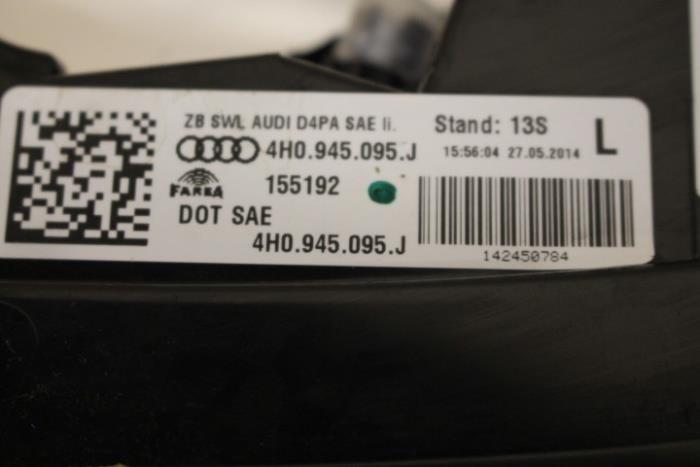 ZB SWL AUDI D4PA SAE li.
Stand: 13S
L
4H0.945.095.J
15:56:04 27.05.2014
FARBA
155192
DOT SAE
4H0.945.095.J
142450784